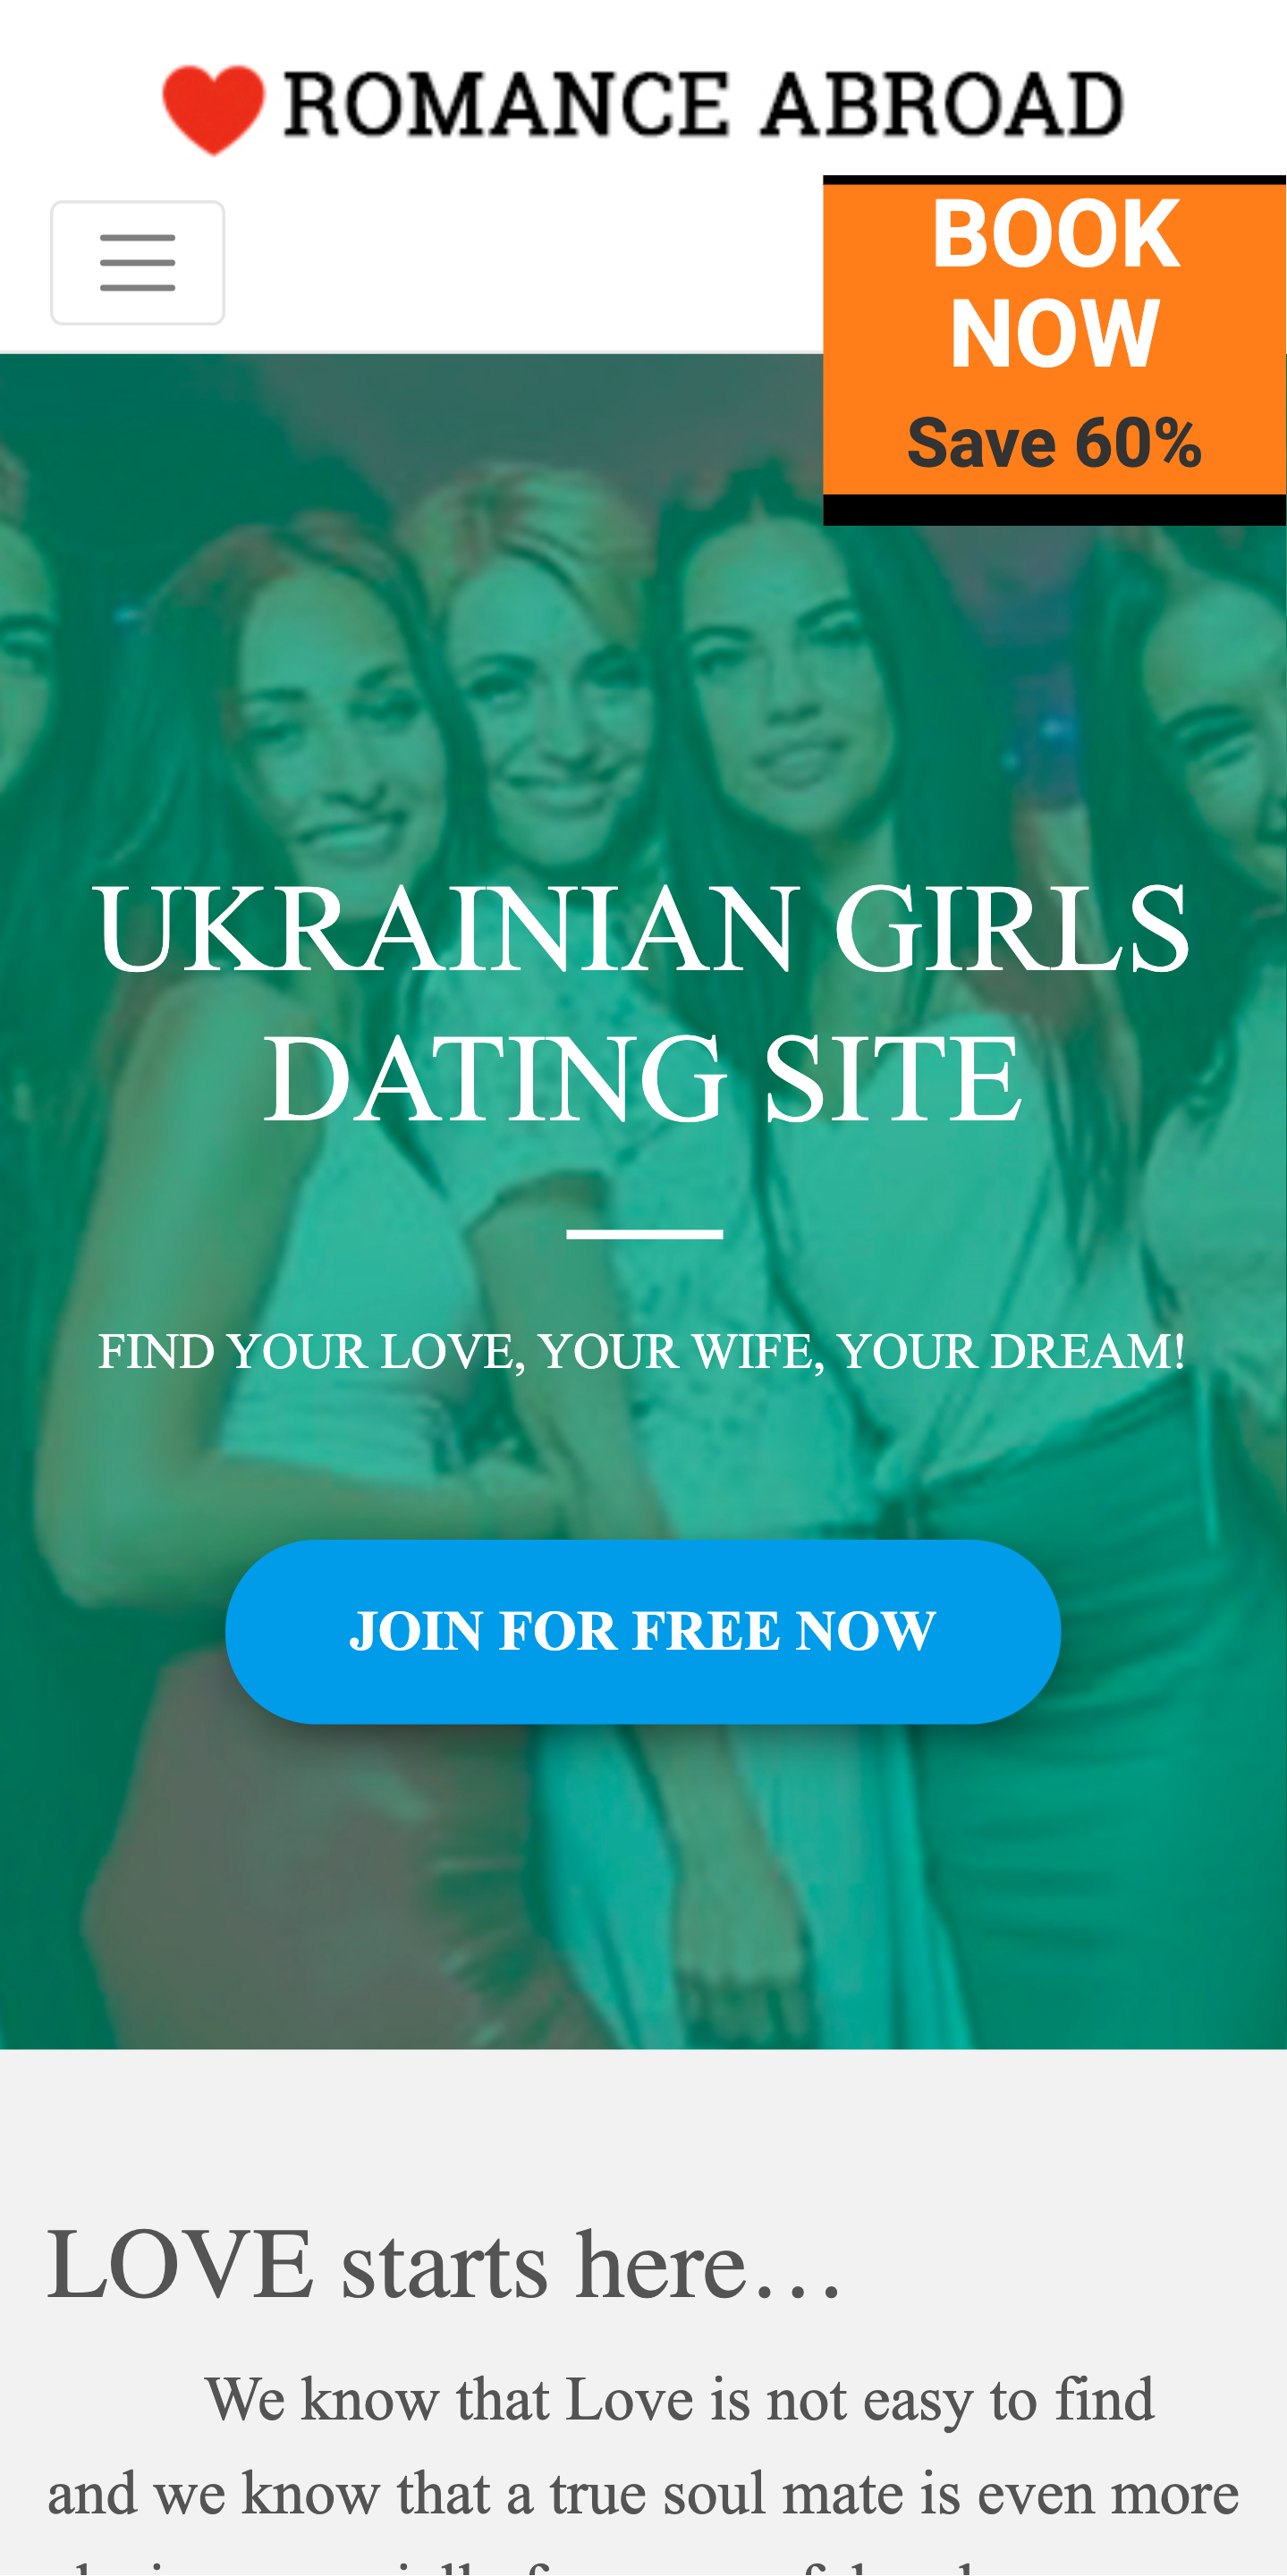 ROMANCE ABROAD
BOOK
NOW
Save 60%
UKRAINIAN GIRLS
DATING SITE
FIND YOUR LOVE, YOUR WIFE, YOUR DREAM!
JOIN FOR FREE NOW
LOVE starts here…
We know that Love is not easy to find
and we know that a true soul mate is even more